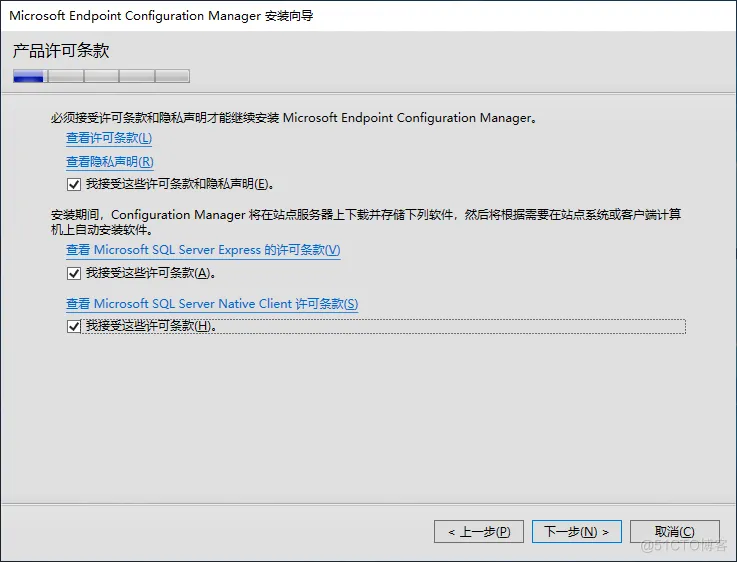 Microsoft Endpoint Configuration Manager 安装向导
产品许可条款
必须接受许可条款和隐私声明才能继续安装 Microsoft Endpoint Configuration Manager。
查看许可条款(L)
查看隐私声明(R)
我接受这些许可条款和隐私声明(E)。
安装期间，Configuration Manager 将在站点服务器上下载并存储下列软件，然后将根据需要在站点系统或客户端计算
机上自动安装软件。
查看 Microsoft SQL Server Express 的许可条款(V)
我接受这些许可条款(A)。
查看 Microsoft SQL Server Native Client 许可条款(S)
我接受这些许可条款(H)。
< 上一步(P) 下一步(N) > 取消(C)
@51CTO博客